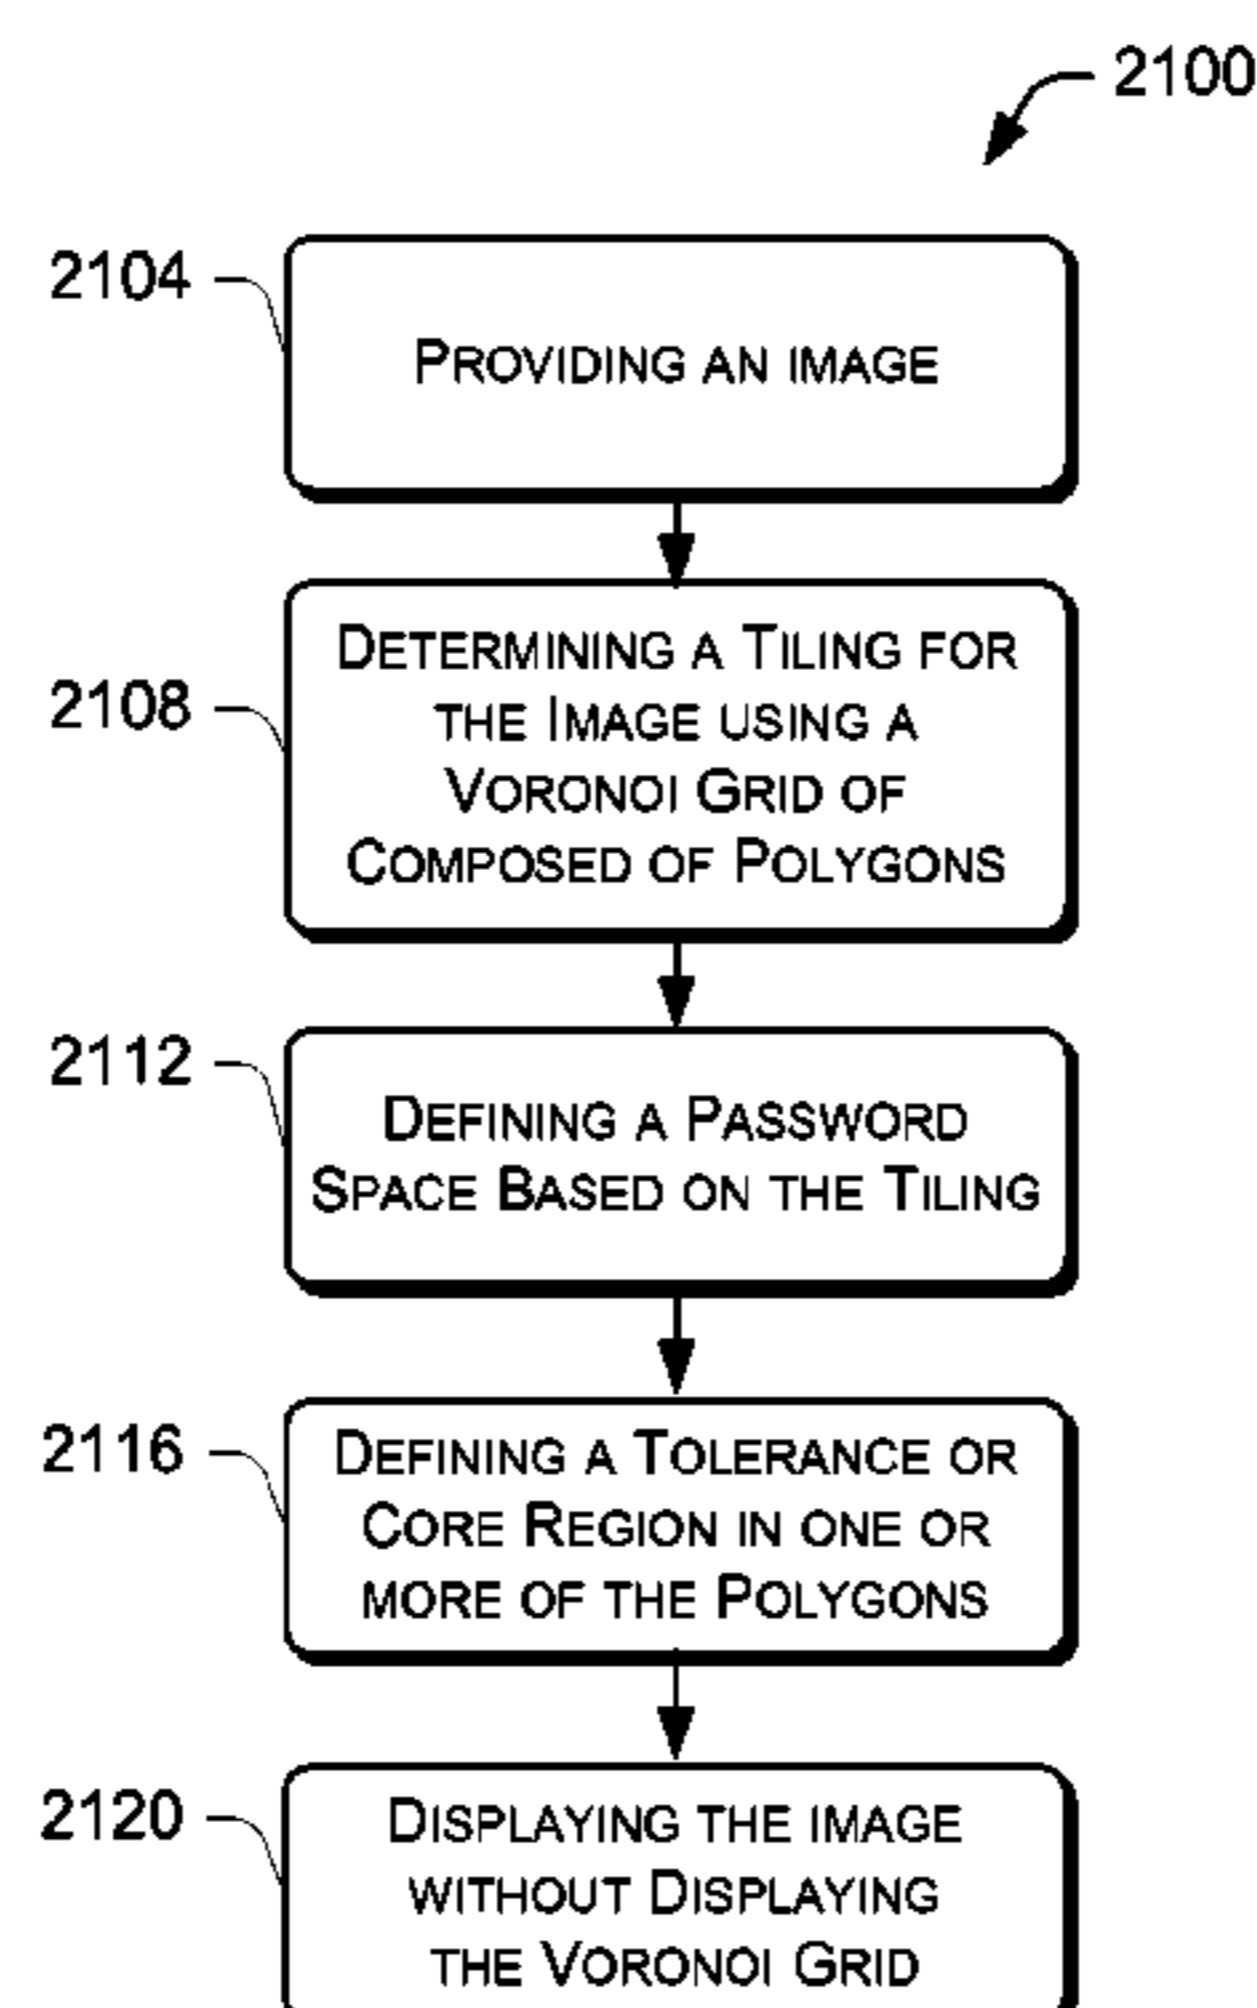 2100
2104
PROVIDING AN IMAGE
2108
DETERMINING A TILING FOR
THE IMAGE USING A
VORONOI GRID OF
COMPOSED OF POLYGONS
2112
DEFINING A PASSWORD
SPACE BASED ON THE TILING
2116
DEFINING A TOLERANCE OR
CORE REGION IN ONE OR
MORE OF THE POLYGONS
2120
DISPLAYING THE IMAGE
WITHOUT DISPLAYING
THE VORONOI GRID